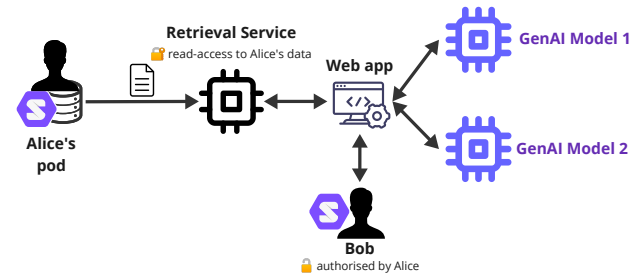 Retrieval Service
🔐 read-access to Alice's data
GenAI Model 1
Web app
</>
S
Alice's
pod
GenAI Model 2
S
Bob
🔓 authorised by Alice